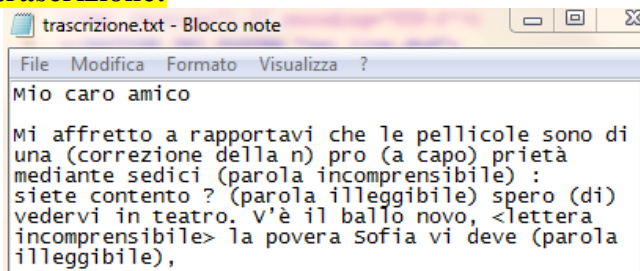 trascrizione:
trascrizione.txt - Blocco note
File Modifica Formato Visualizza ?
Mio caro amico
Mi affretto a rapportavi che le pellicole sono di
una (correzione della n) pro (a capo) prietà
mediante sedici (parola incomprensibile) :
siete contento ? (parola illeggibile) spero (di)
vedervi in teatro. V'è il ballo novo, <lettera
incomprensibile> la povera Sofia vi deve (parola
illeggibile),